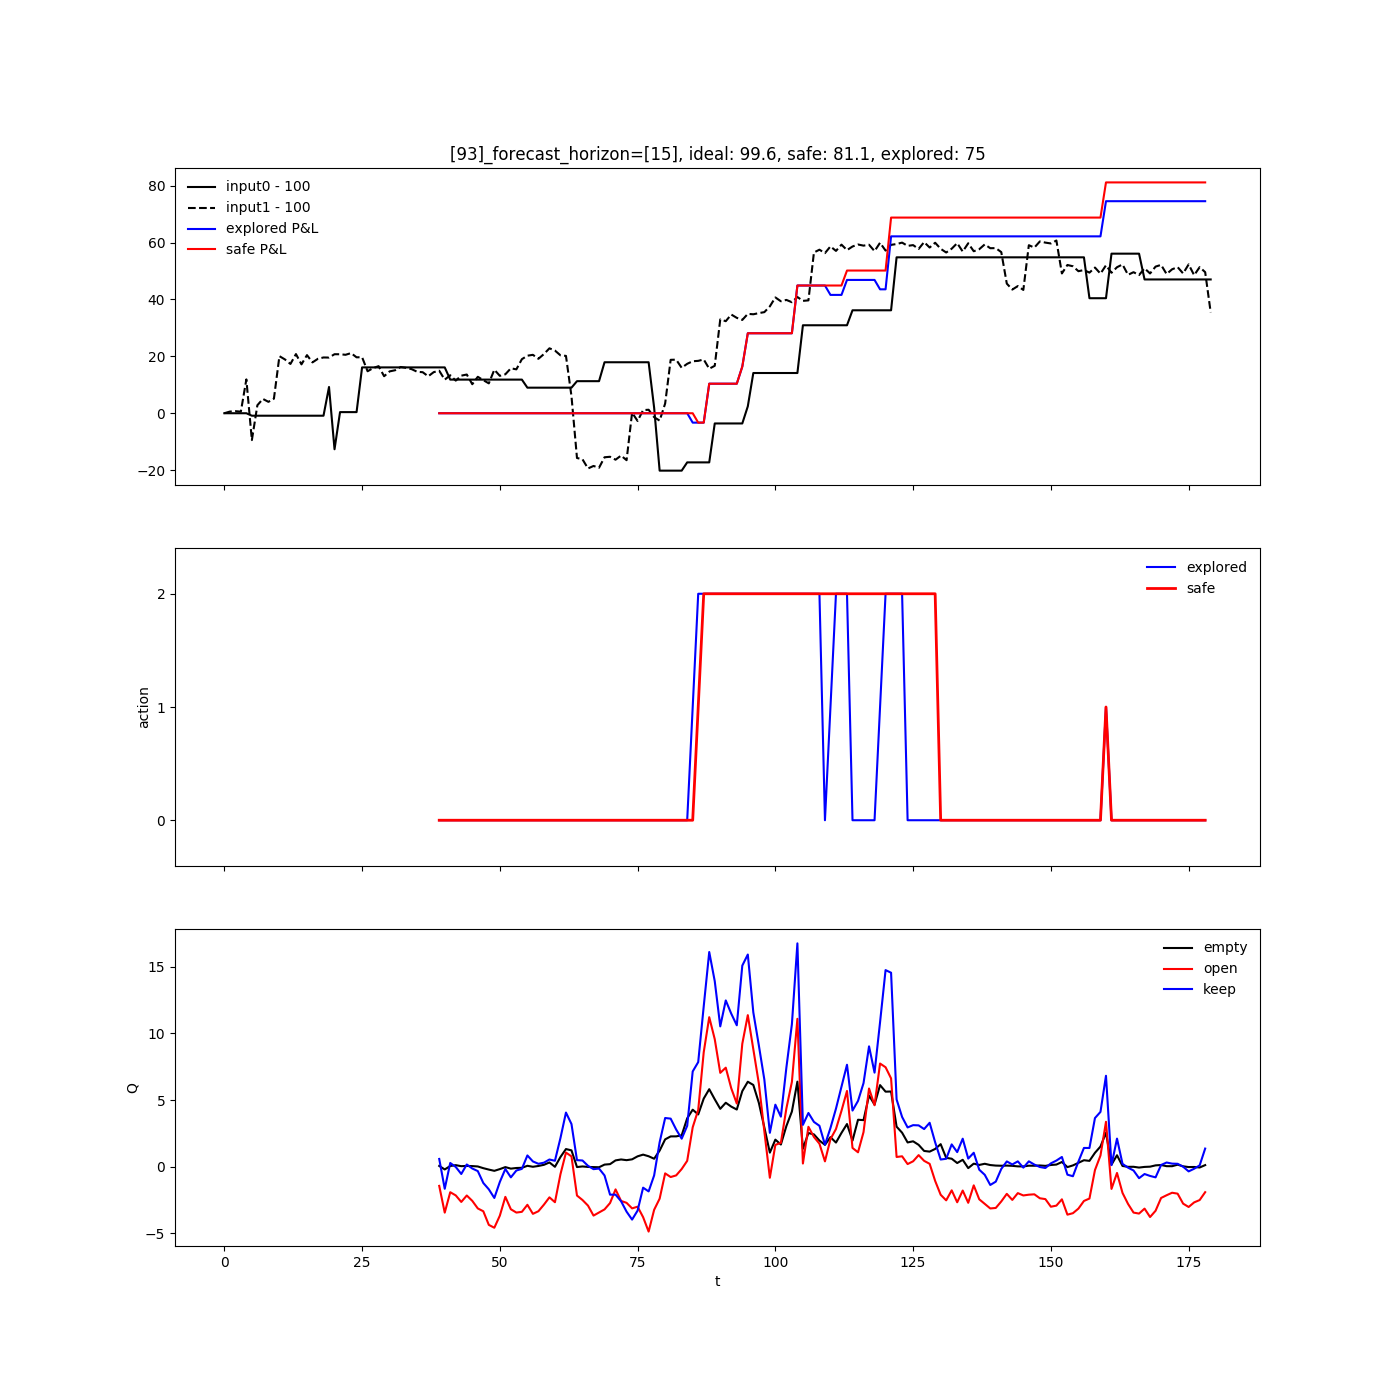 [93]_forecast_horizon=[15], ideal: 99.6, safe: 81.1, explored: 75
input0 - 100
input1 - 100
explored P&L
safe P&L
80
60
40
20
0
−20
explored
safe
2
1
0
action
empty
open
keep
15
10
5
0
−5
Q
0 25 50 75 100 125 150 175
t